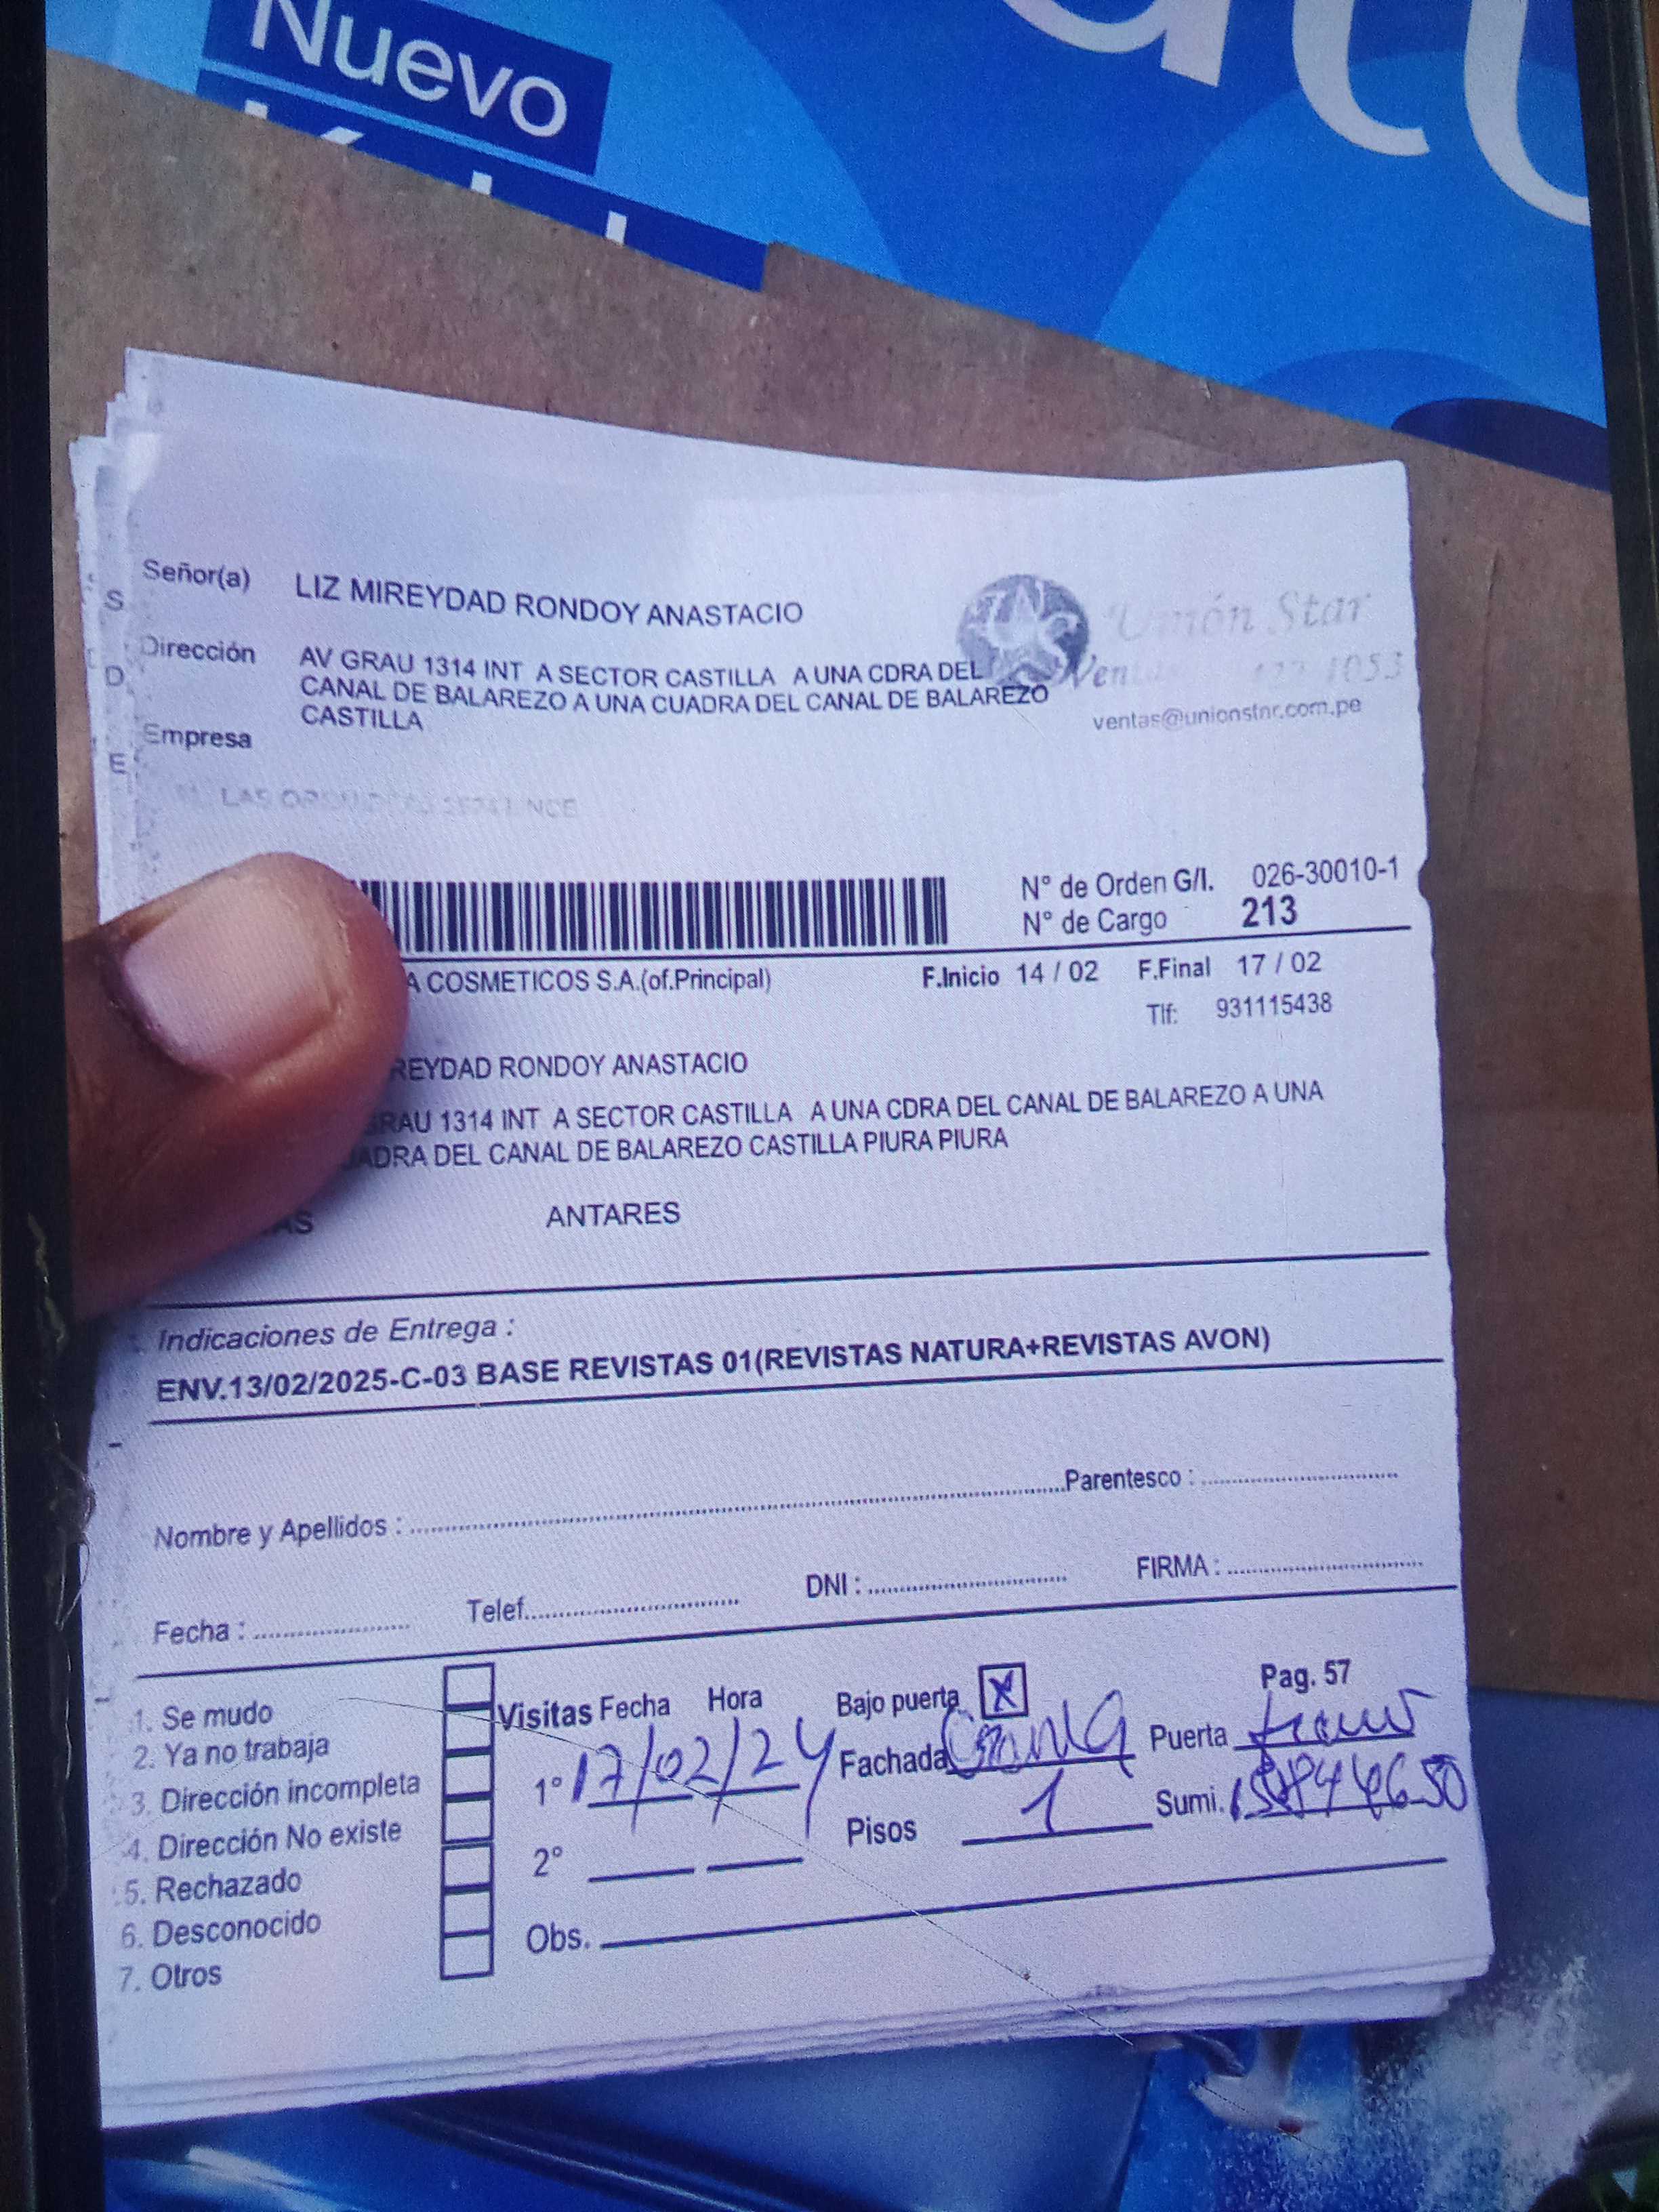 Nuevo
Señor(a) LIZ MIREYDAD RONDOY ANASTACIO
Unión Star
Dirección AV GRAU 1314 INT A SECTOR CASTILLA A UNA CDRA DEL
CANAL DE BALAREZO A UNA CUADRA DEL CANAL DE BALAREZO
CASTILLA
ventas@unionstar.com.pe
Empresa
S
D
E
N° de Orden G/I. 026-30010-1
N° de Cargo 213
A COSMETICOS S.A.(of.Principal) F.Inicio 14 / 02 F.Final 17 / 02
Tlf: 931115438
REYDAD RONDOY ANASTACIO
GRAU 1314 INT A SECTOR CASTILLA A UNA CDRA DEL CANAL DE BALAREZO A UNA
UADRA DEL CANAL DE BALAREZO CASTILLA PIURA PIURA
AS ANTARES
Indicaciones de Entrega :
ENV.13/02/2025-C-03 BASE REVISTAS 01(REVISTAS NATURA+REVISTAS AVON)
Nombre y Apellidos : Parentesco :
Fecha : Telef. DNI : FIRMA :
1. Se mudo
2. Ya no trabaja
3. Dirección incompleta
4. Dirección No existe
5. Rechazado
6. Desconocido
7. Otros
Visitas Fecha Hora Bajo puerta X Pag. 57
1° 17/02/24 Fachada Puerta
Pisos 1 Sumi.
2°
Obs.